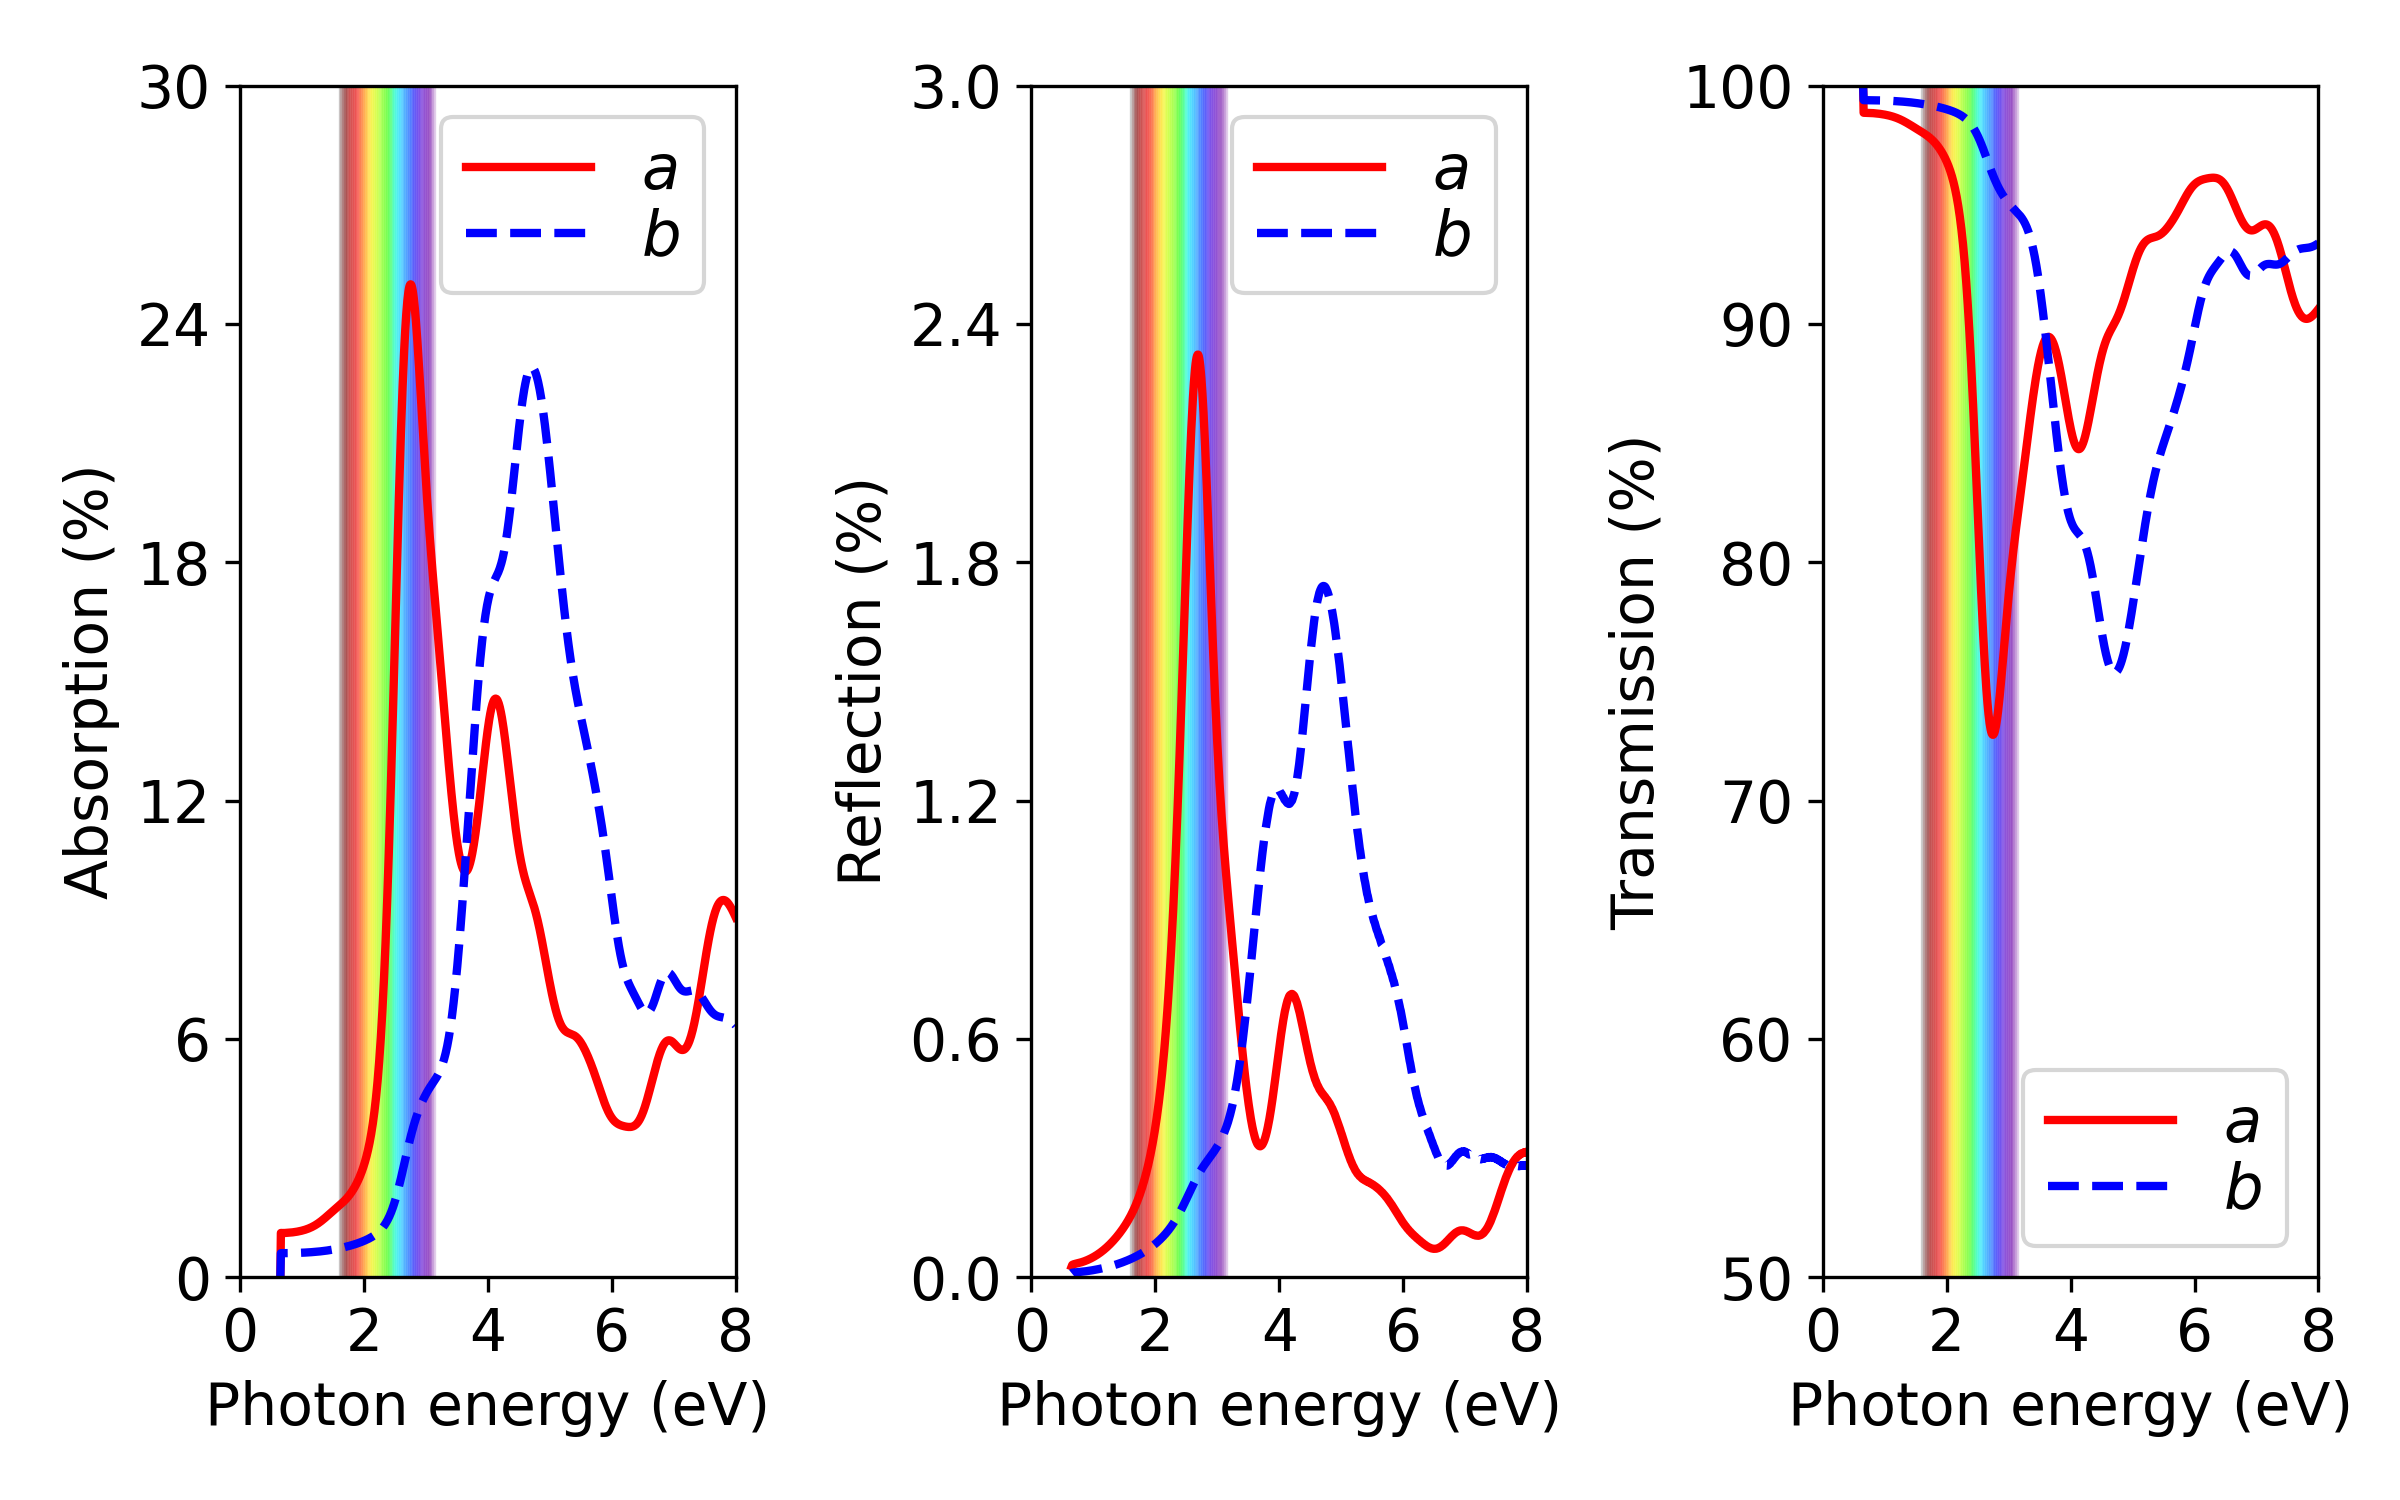 Absorption (%)
30
24
18
12
6
0
0 2 4 6 8
Photon energy (eV)
a
b
Reflection (%)
3.0
2.4
1.8
1.2
0.6
0.0
0 2 4 6 8
Photon energy (eV)
a
b
Transmission (%)
100
90
80
70
60
50
0 2 4 6 8
Photon energy (eV)
a
b